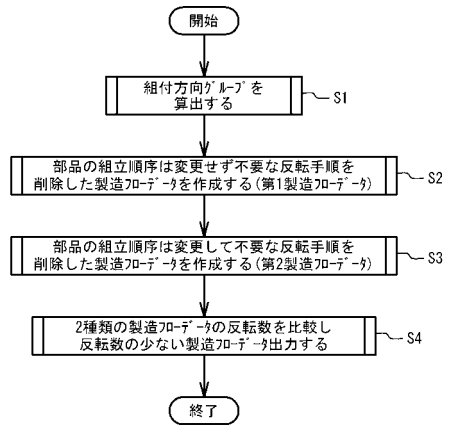 開始
組付方向グループを
算出する
S1
部品の組立順序は変更せず不要な反転手順を
削除した製造フローデータを作成する(第1製造フローデータ)
S2
部品の組立順序は変更して不要な反転手順を
削除した製造フローデータを作成する(第2製造フローデータ)
S3
2種類の製造フローデータの反転数を比較し
反転数の少ない製造フローデータ出力する
S4
終了